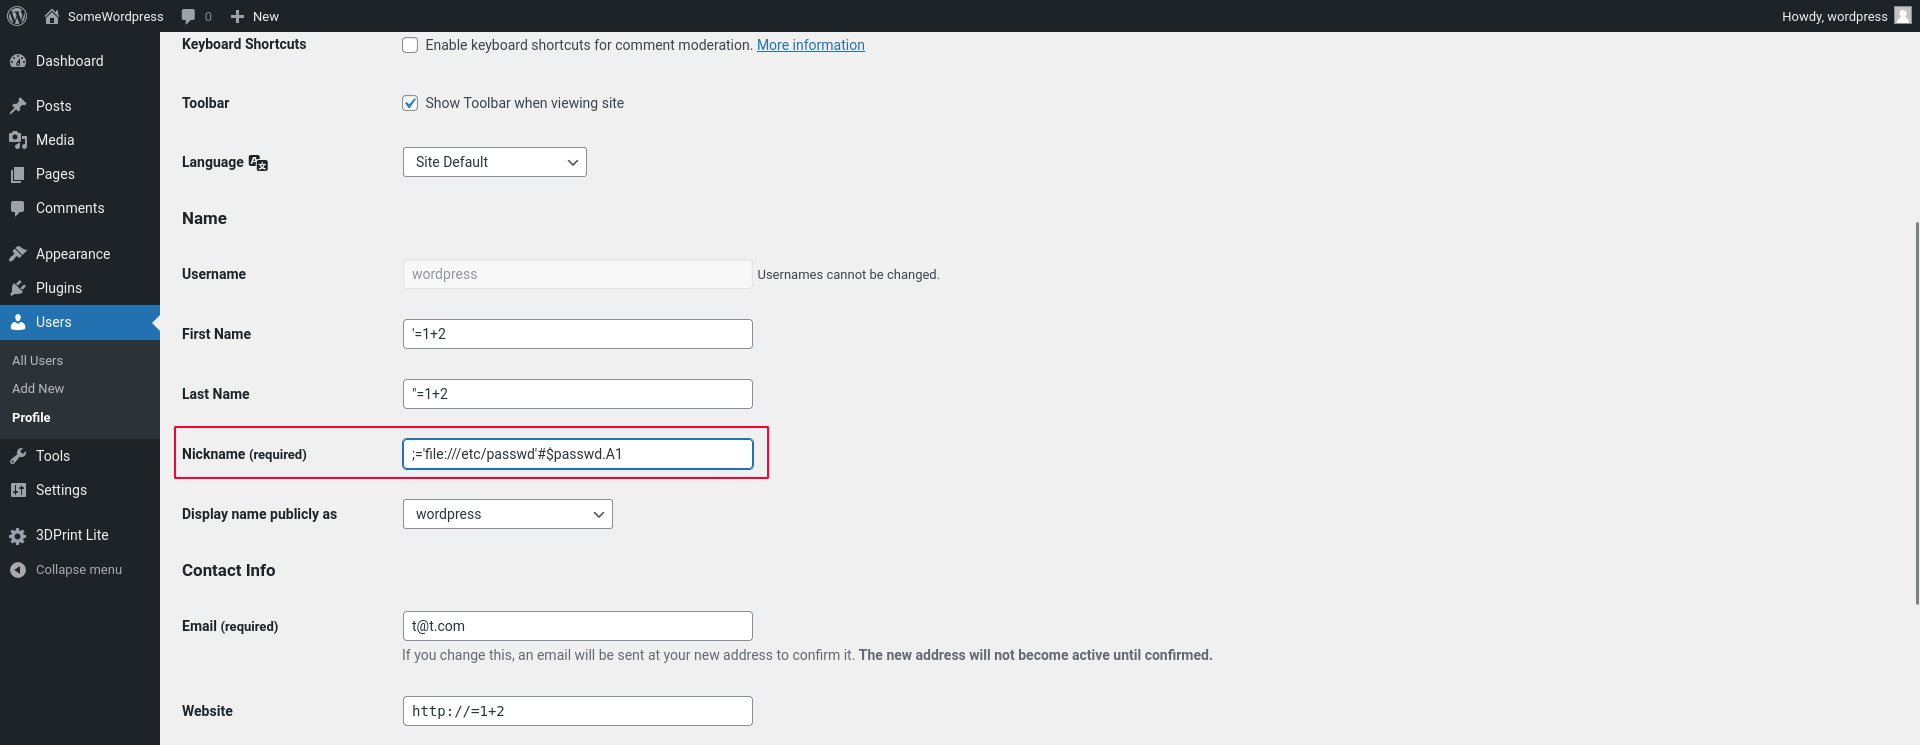 SomeWordpress 0 New Howdy, wordpress
Dashboard
Posts
Media
Pages
Comments
Appearance
Plugins
Users
All Users
Add New
Profile
Tools
Settings
3DPrint Lite
Collapse menu
Keyboard Shortcuts Enable keyboard shortcuts for comment moderation. More information
Toolbar Show Toolbar when viewing site
Language Site Default
Name
Username wordpress Usernames cannot be changed.
First Name '=1+2
Last Name "=1+2
Nickname (required) ;='file:///etc/passwd'#$passwd.A1
Display name publicly as wordpress
Contact Info
Email (required) t@t.com
If you change this, an email will be sent at your new address to confirm it. The new address will not become active until confirmed.
Website http://=1+2